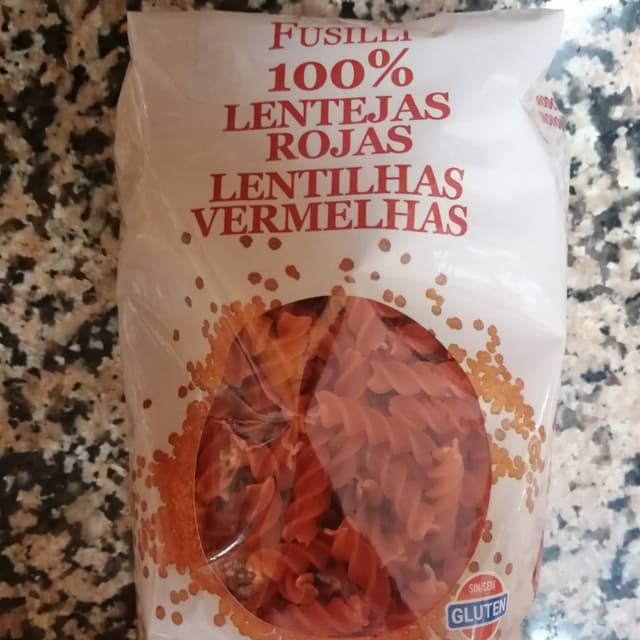 FUSILLI
100%
LENTEJAS
ROJAS
LENTILHAS
VERMELHAS
SIN/SEM
GLUTEN